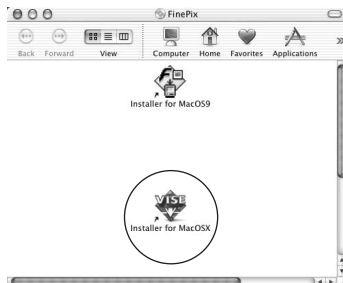 FinePix
Back Forward View Computer Home Favorites Applications
Installer for MacOS9
VISE
Installer for MacOSX